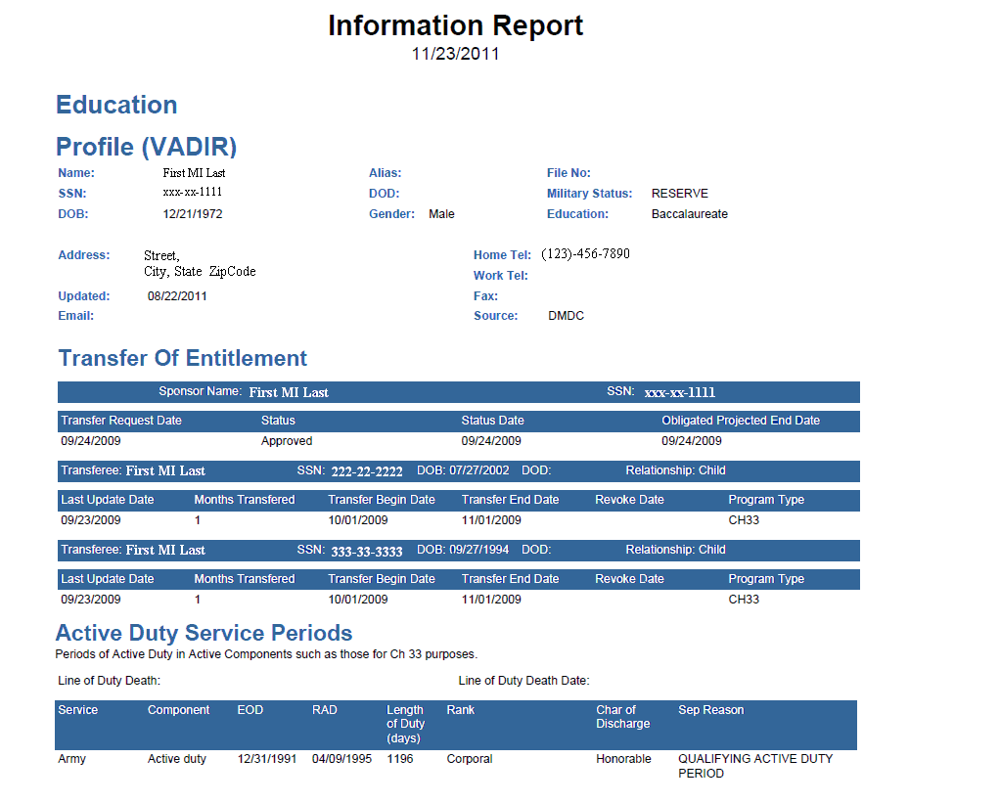 Information Report
11/23/2011
Education
Profile (VADIR)
Name: First MI Last Alias: File No:
SSN: xxx-xx-1111 DOD: Military Status: RESERVE
DOB: 12/21/1972 Gender: Male Education: Baccalaureate
Address: Street, Home Tel: (123)-456-7890
City, State ZipCode Work Tel:
Updated: 08/22/2011 Fax:
Email: Source: DMDC
Transfer Of Entitlement
Sponsor Name: First MI Last SSN: xxx-xx-1111
Transfer Request Date Status Status Date Obligated Projected End Date
09/24/2009 Approved 09/24/2009 09/24/2009
Transferee: First MI Last SSN: 222-22-2222 DOB: 07/27/2002 DOD: Relationship: Child
Last Update Date Months Transfered Transfer Begin Date Transfer End Date Revoke Date Program Type
09/23/2009 1 10/01/2009 11/01/2009 CH33
Transferee: First MI Last SSN: 333-33-3333 DOB: 09/27/1994 DOD: Relationship: Child
Last Update Date Months Transfered Transfer Begin Date Transfer End Date Revoke Date Program Type
09/23/2009 1 10/01/2009 11/01/2009 CH33
Active Duty Service Periods
Periods of Active Duty in Active Components such as those for Ch 33 purposes.
Line of Duty Death: Line of Duty Death Date:
Service Component EOD RAD Length Rank Char of Sep Reason
of Duty Discharge
(days)
Army Active duty 12/31/1991 04/09/1995 1196 Corporal Honorable QUALIFYING ACTIVE DUTY
PERIOD